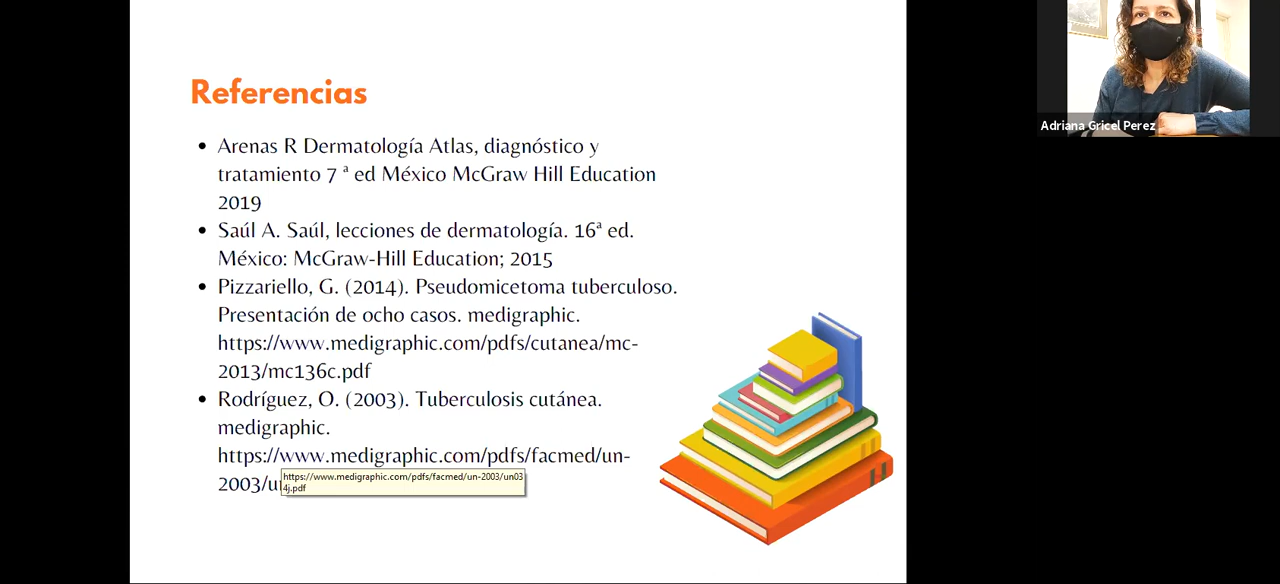 Referencias
Arenas R Dermatología Atlas, diagnóstico y
tratamiento 7 ª ed México McGraw Hill Education
2019
Saúl A. Saúl, lecciones de dermatología. 16ª ed.
México: McGraw-Hill Education; 2015
Pizzariello, G. (2014). Pseudomicetoma tuberculoso.
Presentación de ocho casos. medigraphic.
https://www.medigraphic.com/pdfs/cutanea/mc-
2013/mc136c.pdf
Rodríguez, O. (2003). Tuberculosis cutánea.
medigraphic.
https://www.medigraphic.com/pdfs/facmed/un-
2003/u
https://www.medigraphic.com/pdfs/facmed/un-2003/un03
4j.pdf
Adriana Gricel Perez